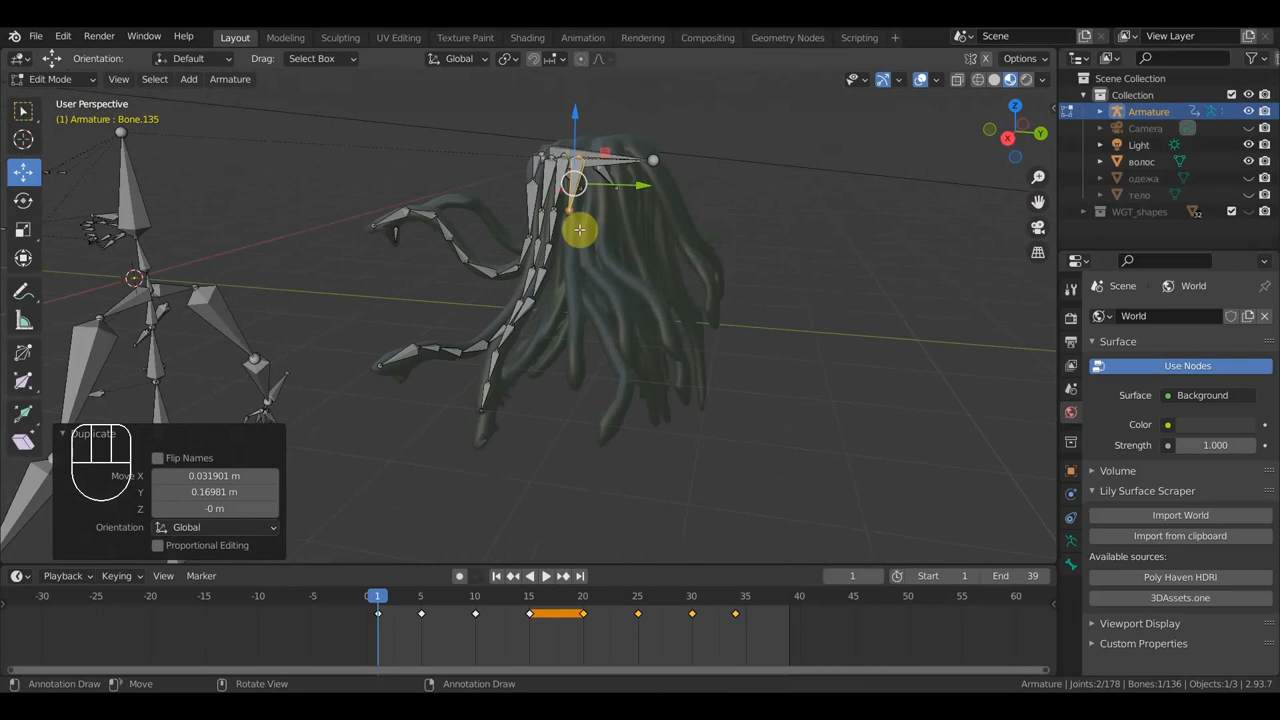 File Edit Render Window Help Layout Modeling Sculpting UV Editing Texture Paint Shading Animation Rendering Compositing Geometry Nodes Scripting + Scene View Layer
Orientation: Default Drag: Select Box Global Options
Edit Mode View Select Add Armature
User Perspective
(1) Armature : Bone.135
X Y Z
Scene Collection
Collection
Armature
Camera
Light
волос
одежа
тело
WGT_shapes 32
Scene World
World
Surface
Use Nodes
Surface Background
Color
Strength 1.000
Volume
Lily Surface Scraper
Import World
Import from clipboard
Available sources:
Poly Haven HDRI
3DAssets.one
Viewport Display
Custom Properties
Duplicate
Flip Names
Move X 0.031901 m
Y 0.16981 m
Z -0 m
Orientation Global
Proportional Editing
Playback Keying View Marker 1 Start 1 End 39
-30 -25 -20 -15 -10 -5 1 5 10 15 20 25 30 35 40 45 50 55 60
Annotation Draw Move Rotate View Annotation Draw Armature | Joints:2/178 | Bones:1/136 | Objects:1/3 | 2.93.7